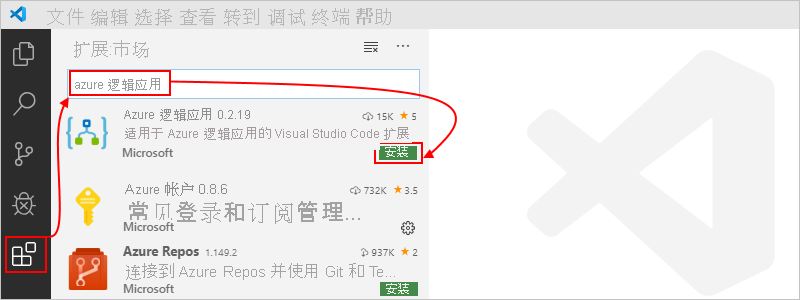 文件 编辑 选择 查看 转到 调试 终端 帮助
扩展:市场
azure 逻辑应用
Azure 逻辑应用 0.2.19 15K ★ 5
适用于 Azure 逻辑应用的 Visual Studio Code 扩展
Microsoft 安装
Azure 帐户 0.8.6 732K ★ 3.5
常见登录和订阅管理...
Microsoft
Azure Repos 1.149.2 937K ★ 2
连接到 Azure Repos 并使用 Git 和 Te...
Microsoft 安装